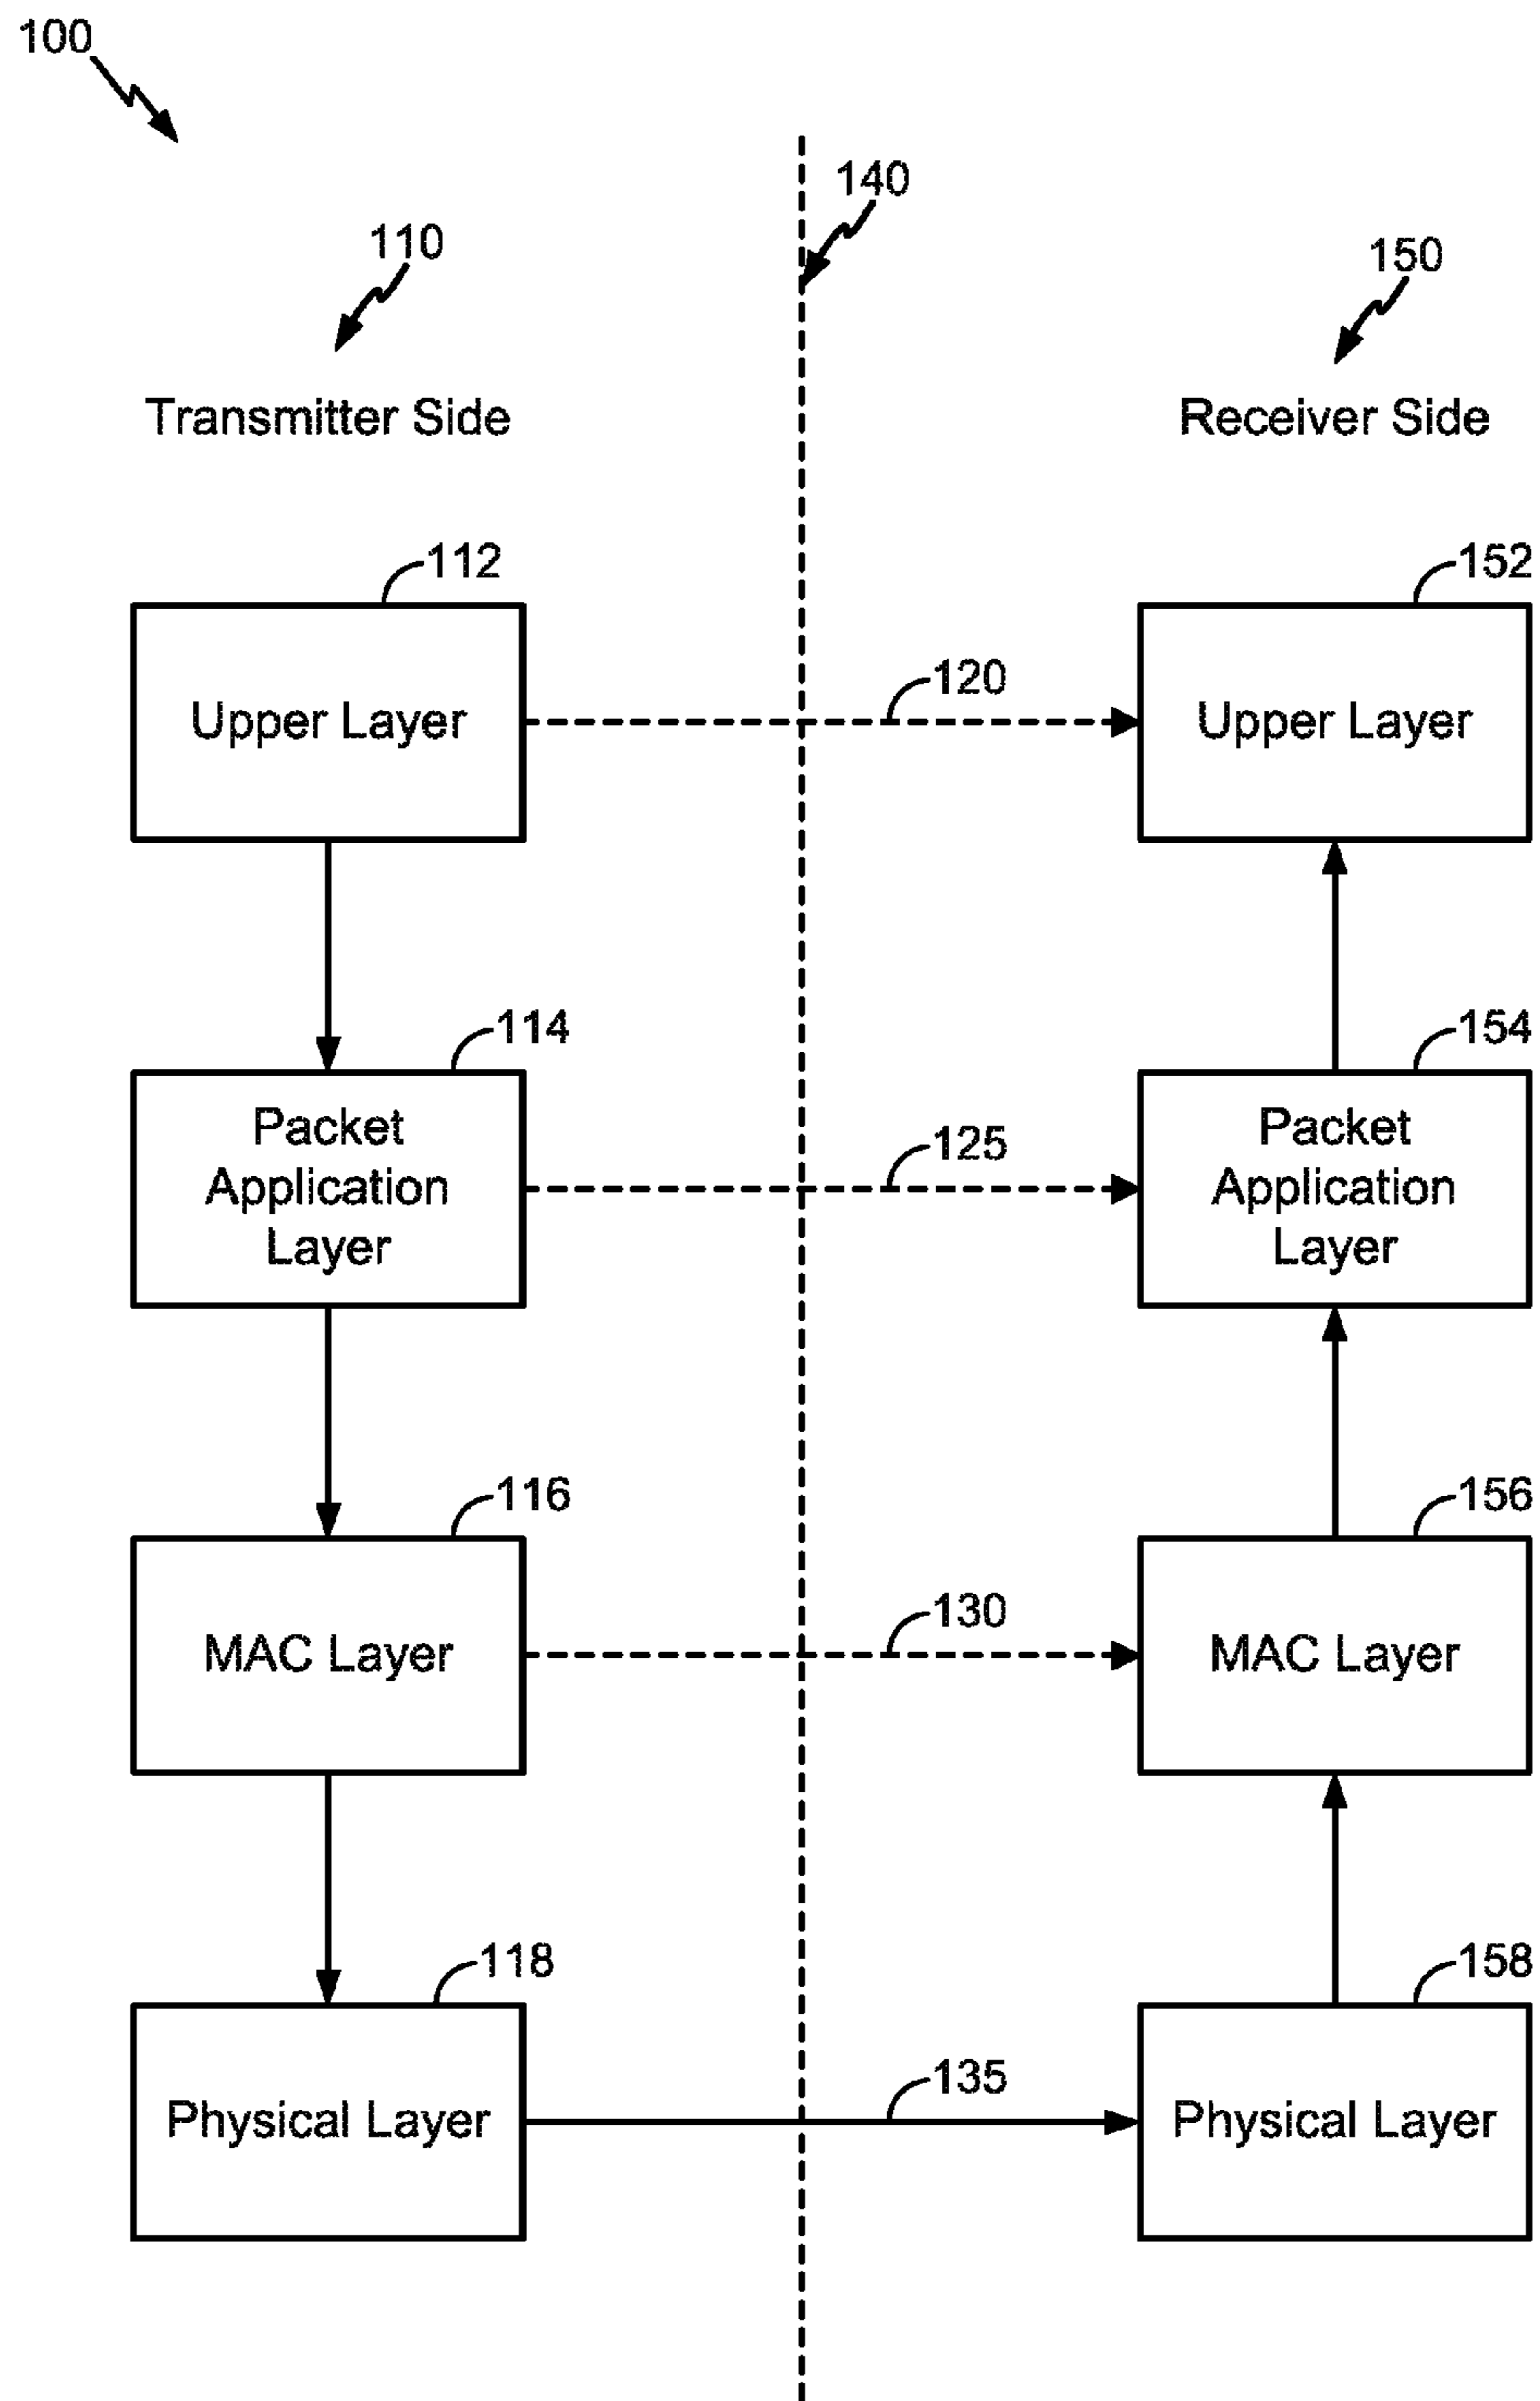 100
140
110
150
Transmitter Side
Receiver Side
112
152
120
Upper Layer
Upper Layer
114
154
125
Packet
Application
Layer
Packet
Application
Layer
116
156
130
MAC Layer
MAC Layer
118
158
135
Physical Layer
Physical Layer